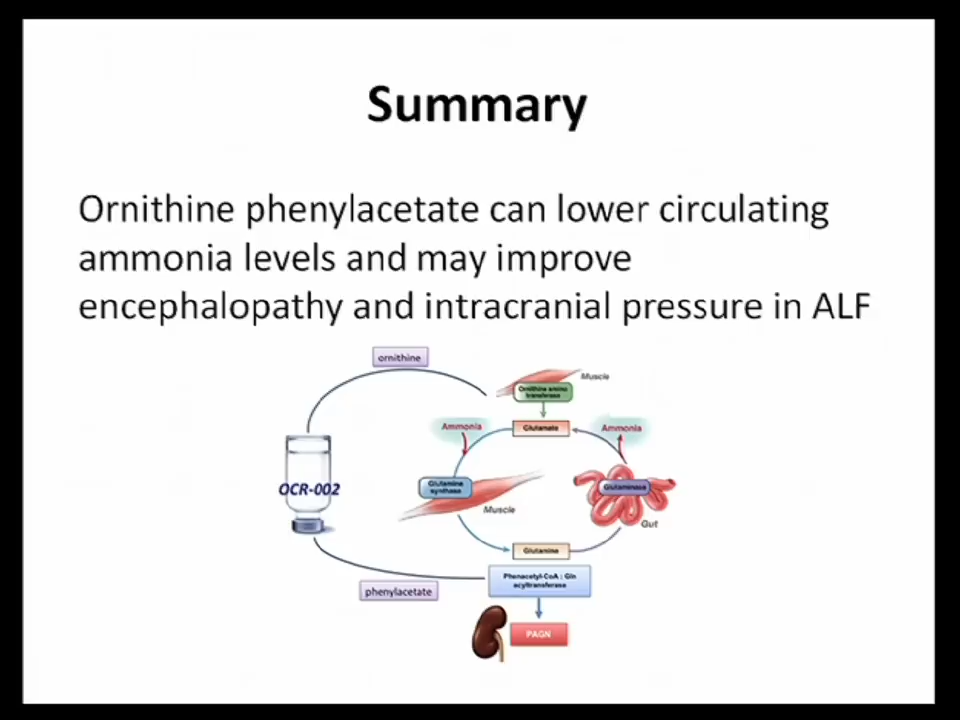 Summary
Ornithine phenylacetate can lower circulating
ammonia levels and may improve
encephalopathy and intracranial pressure in ALF
ornithine
Muscle
Ornithine amino
transferase
Ammonia
Glutamate
Ammonia
OCR-002
Glutamine
synthase
Muscle
Glutaminase
Gut
Glutamine
Phenacetyl-CoA : Gln
acyltransferase
phenylacetate
PAGN